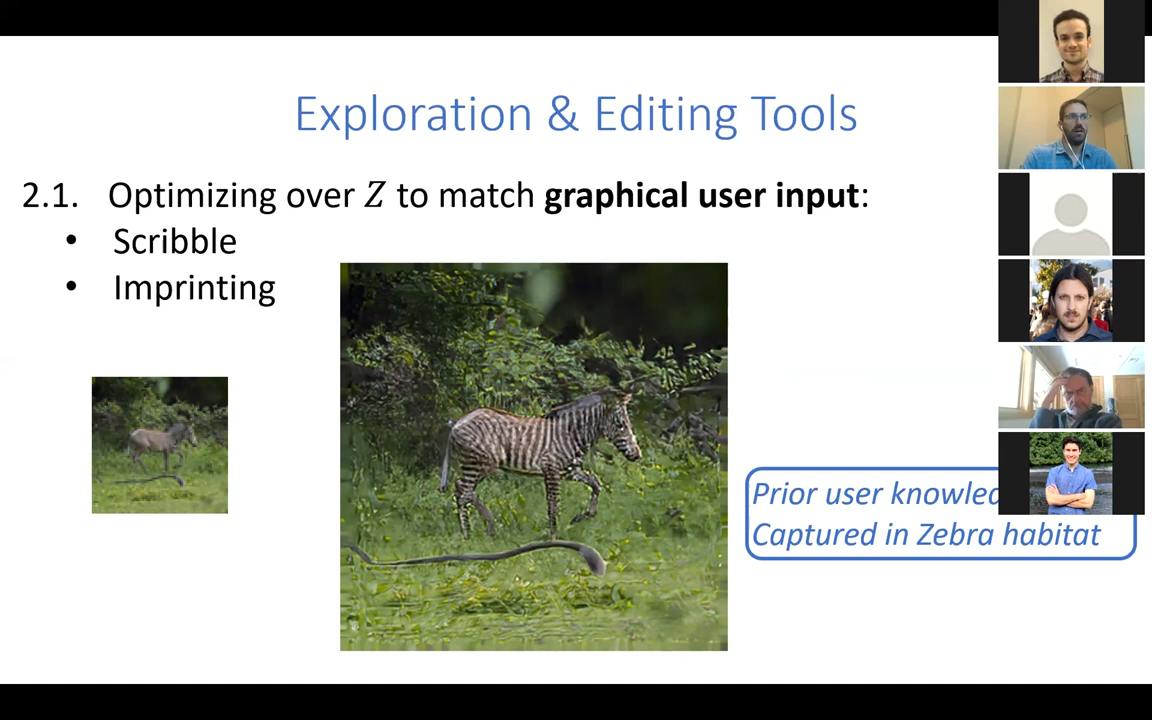 Exploration & Editing Tools
2.1. Optimizing over Z to match graphical user input:
• Scribble
• Imprinting
Prior user
Captured in Zebra habitat